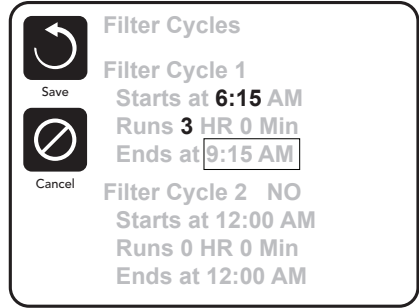 Filter Cycles
Save
Cancel
Filter Cycle 1
Starts at 6:15 AM
Runs 3 HR 0 Min
Ends at 9:15 AM
Filter Cycle 2 NO
Starts at 12:00 AM
Runs 0 HR 0 Min
Ends at 12:00 AM